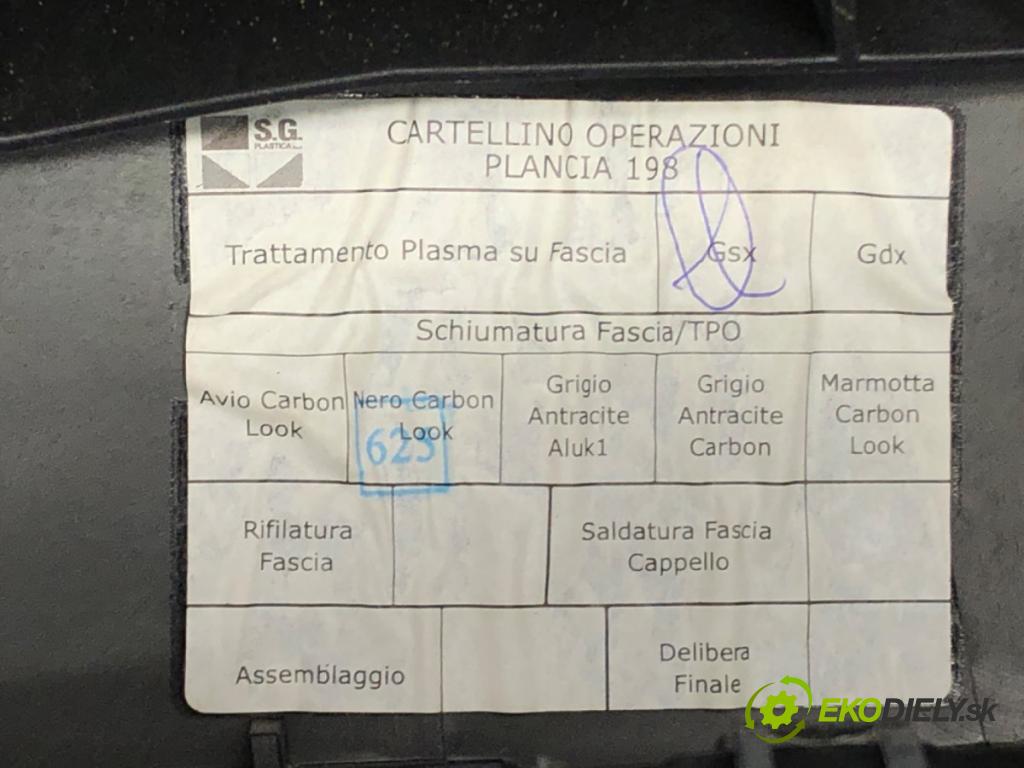 S.G.
PLASTICA
CARTELLINO OPERAZIONI
PLANCIA 198
Trattamento Plasma su Fascia
Gsx
Gdx
Schiumatura Fascia/TPO
Avio Carbon
Look
Nero Carbon
Look
623
Grigio
Antracite
Aluk1
Grigio
Antracite
Carbon
Marmotta
Carbon
Look
Rifilatura
Fascia
Saldatura Fascia
Cappello
Assemblaggio
Delibera
Finale
EKODIELY.sk